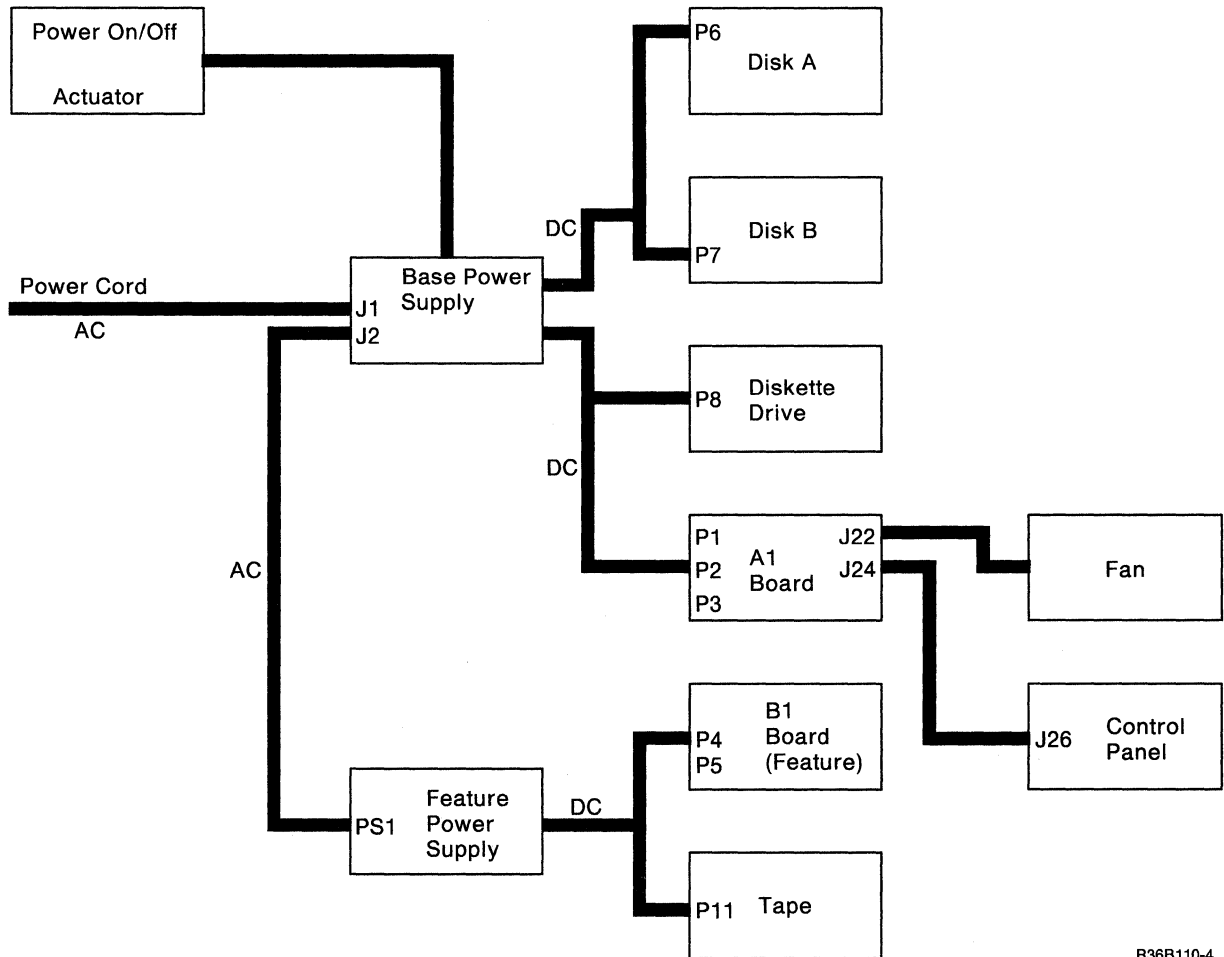 Power On/Off
Actuator
P6
Disk A
DC
P7
Disk B
Power Cord
AC
J1
J2
Base Power
Supply
P8
Diskette
Drive
DC
AC
P1
P2
P3
A1
Board
J22
J24
Fan
P4
P5
B1
Board
(Feature)
J26
Control
Panel
PS1
Feature
Power
Supply
DC
P11
Tape
R36B110-4